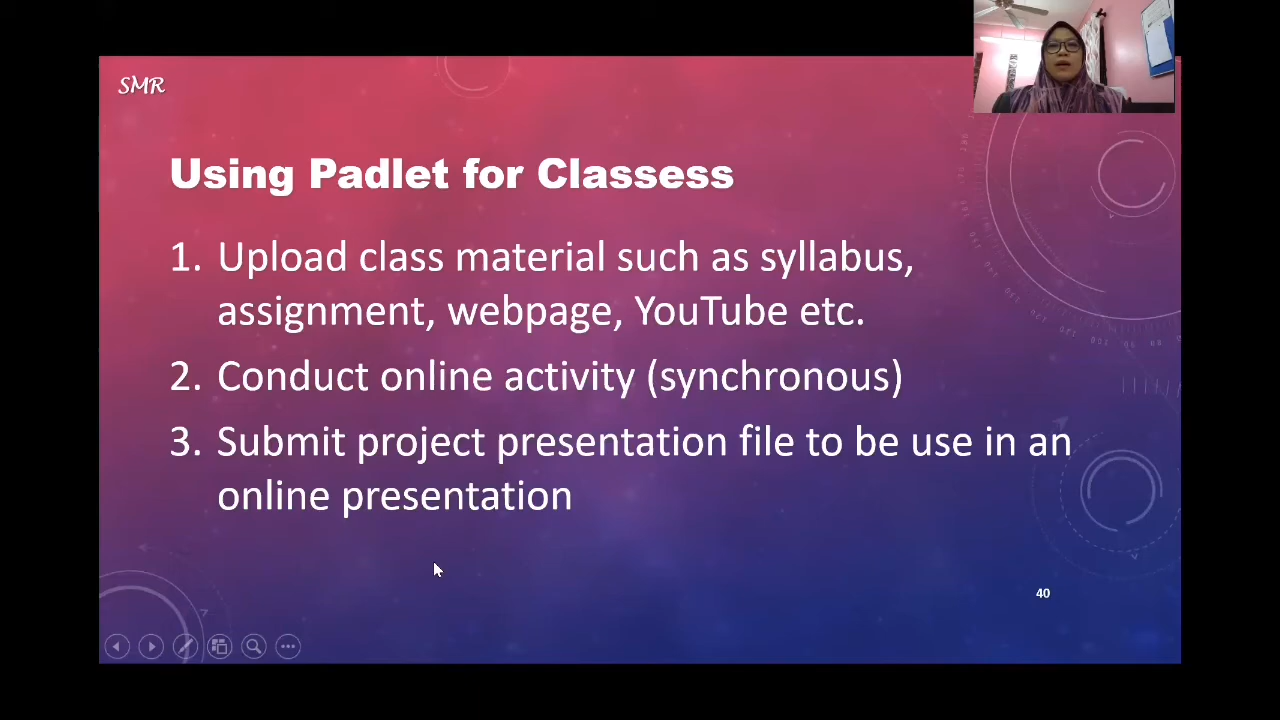 SMR
Using Padlet for Classess
1. Upload class material such as syllabus,
assignment, webpage, YouTube etc.
2. Conduct online activity (synchronous)
3. Submit project presentation file to be use in an
online presentation
40